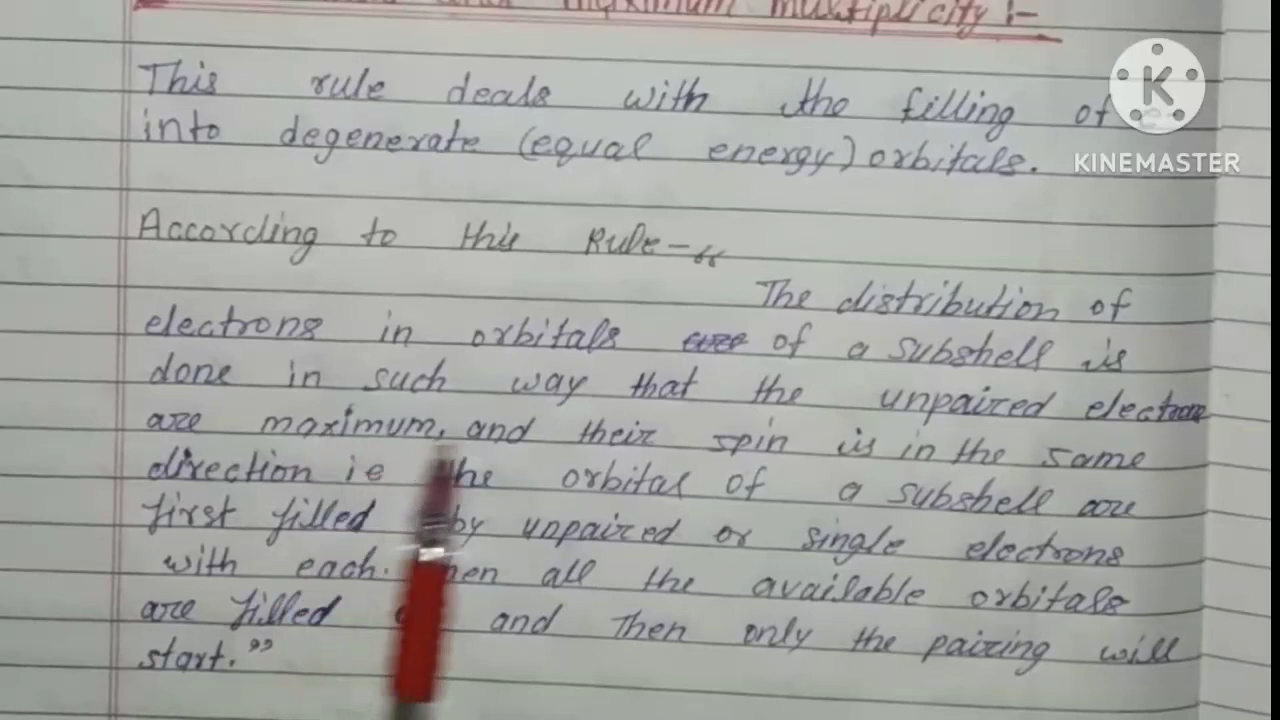 maximum multiplicity :-
This rule deals with the filling of
into degenerate (equal energy) orbitals.
KINEMASTER
According to this Rule - "
The distribution of
electrons in orbitals of a subshell is
done in such way that the unpaired electrons
are maximum, and their spin is in the same
direction ie the orbital of a subshell are
first filled by unpaired or single electrons
with each. all the available orbitals
are filled and then only the pairing will
start."